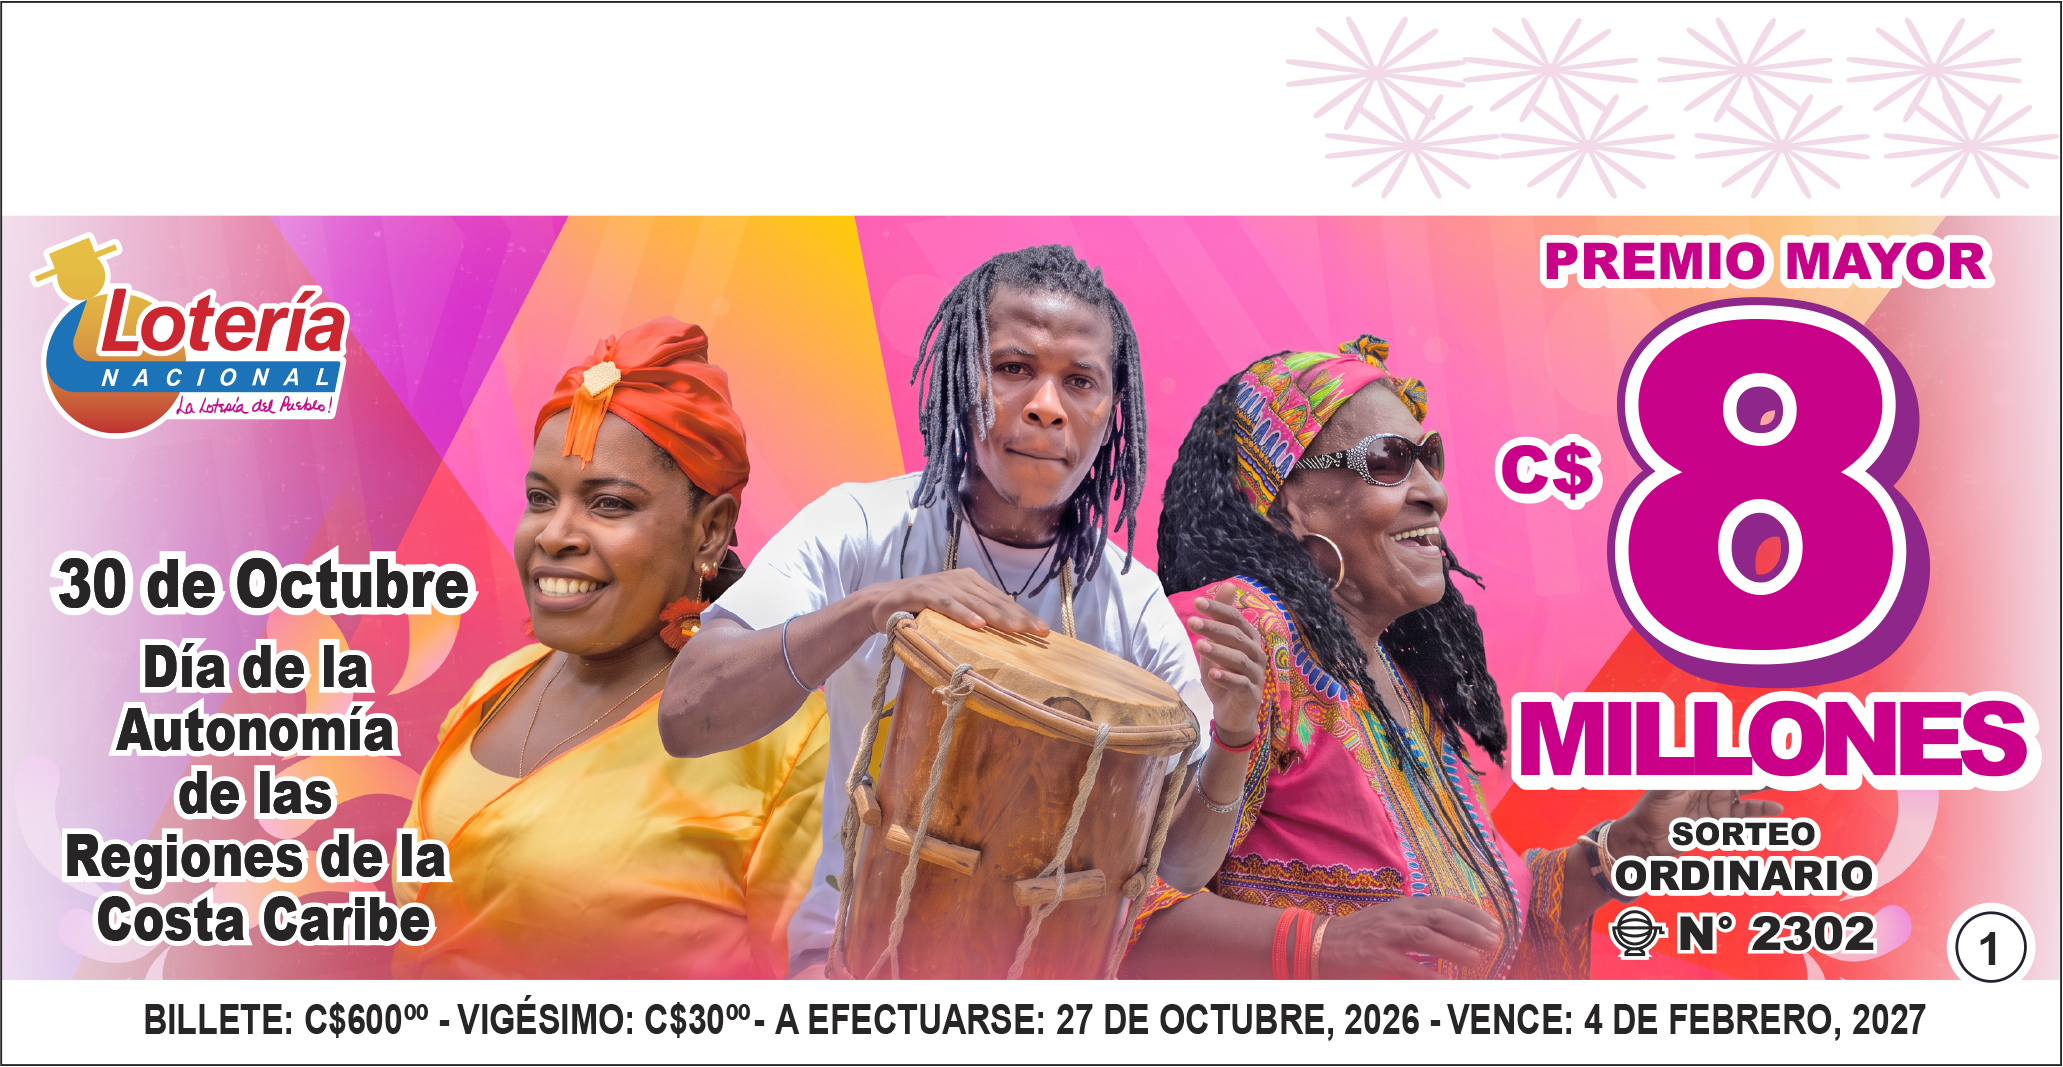 Lotería
NACIONAL
La Lotería del Pueblo!
30 de Octubre
Día de la
Autonomía
de las
Regiones de la
Costa Caribe
PREMIO MAYOR
C$ 8
MILLONES
SORTEO
ORDINARIO
N° 2302
1
BILLETE: C$600⁰⁰ - VIGÉSIMO: C$30⁰⁰ - A EFECTUARSE: 27 DE OCTUBRE, 2026 - VENCE: 4 DE FEBRERO, 2027